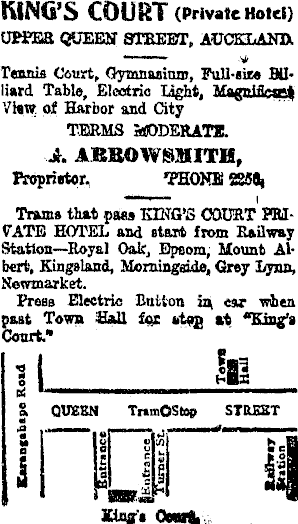 KING'S COURT (Private Hotel)
UPPER QUEEN STREET, AUCKLAND.
Tennis Court, Gymnasium, Full-size Bil-
liard Table, Electric Light, Magnificent
View of Harbor and City
TERMS MODERATE.
A. ARROWSMITH,
Proprietor. 'PHONE 2256,
Trams that pass KING'S COURT PRI-
VATE HOTEL and start from Railway
Station—Royal Oak, Epsom, Mount Al-
bert, Kingsland, Morningside, Grey Lynn,
Newmarket.
Press Electric Button in car when
past Town Hall for stop at "King's
Court."
Town
Hall
Karangahape Road
QUEEN Tram Stop STREET
Entrance
Entrance
Turner St.
Railway
Station
King's Court